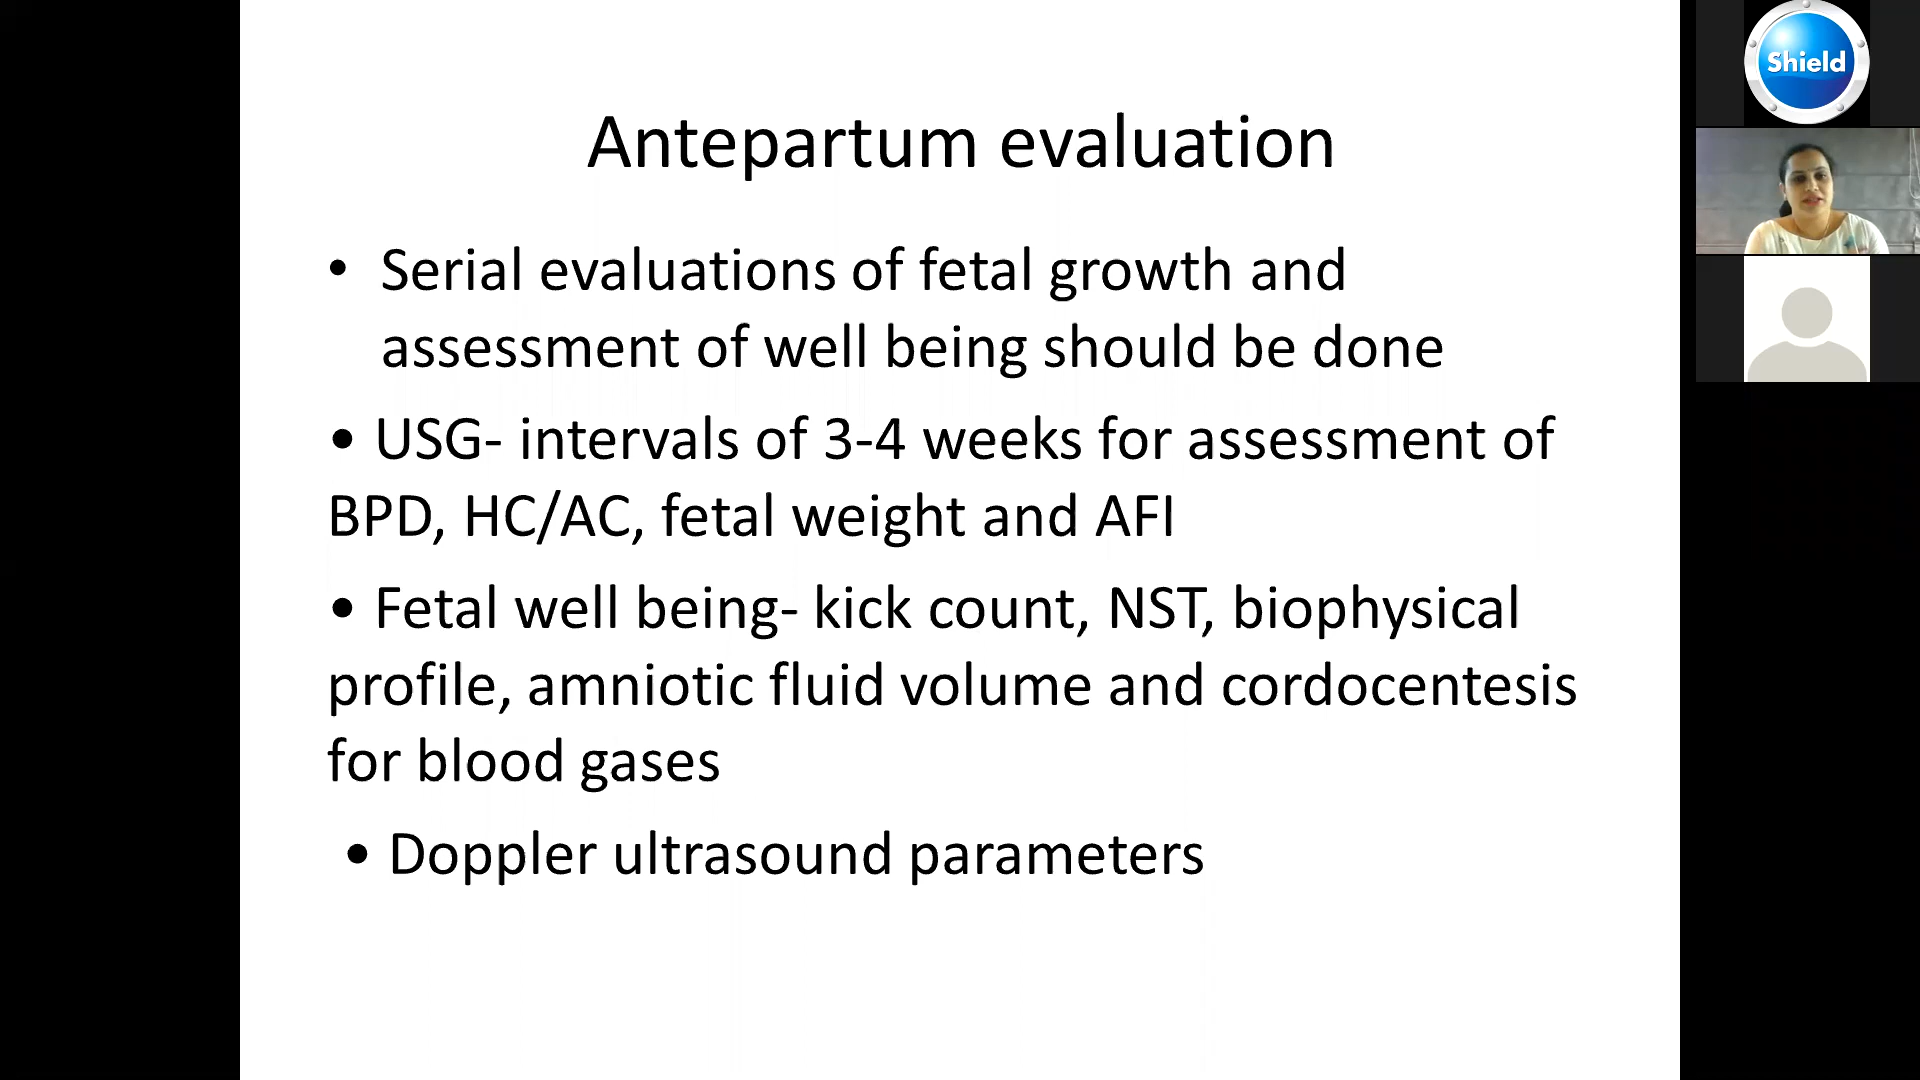 Antepartum evaluation
• Serial evaluations of fetal growth and
assessment of well being should be done
• USG- intervals of 3-4 weeks for assessment of
BPD, HC/AC, fetal weight and AFI
• Fetal well being- kick count, NST, biophysical
profile, amniotic fluid volume and cordocentesis
for blood gases
• Doppler ultrasound parameters
Shield